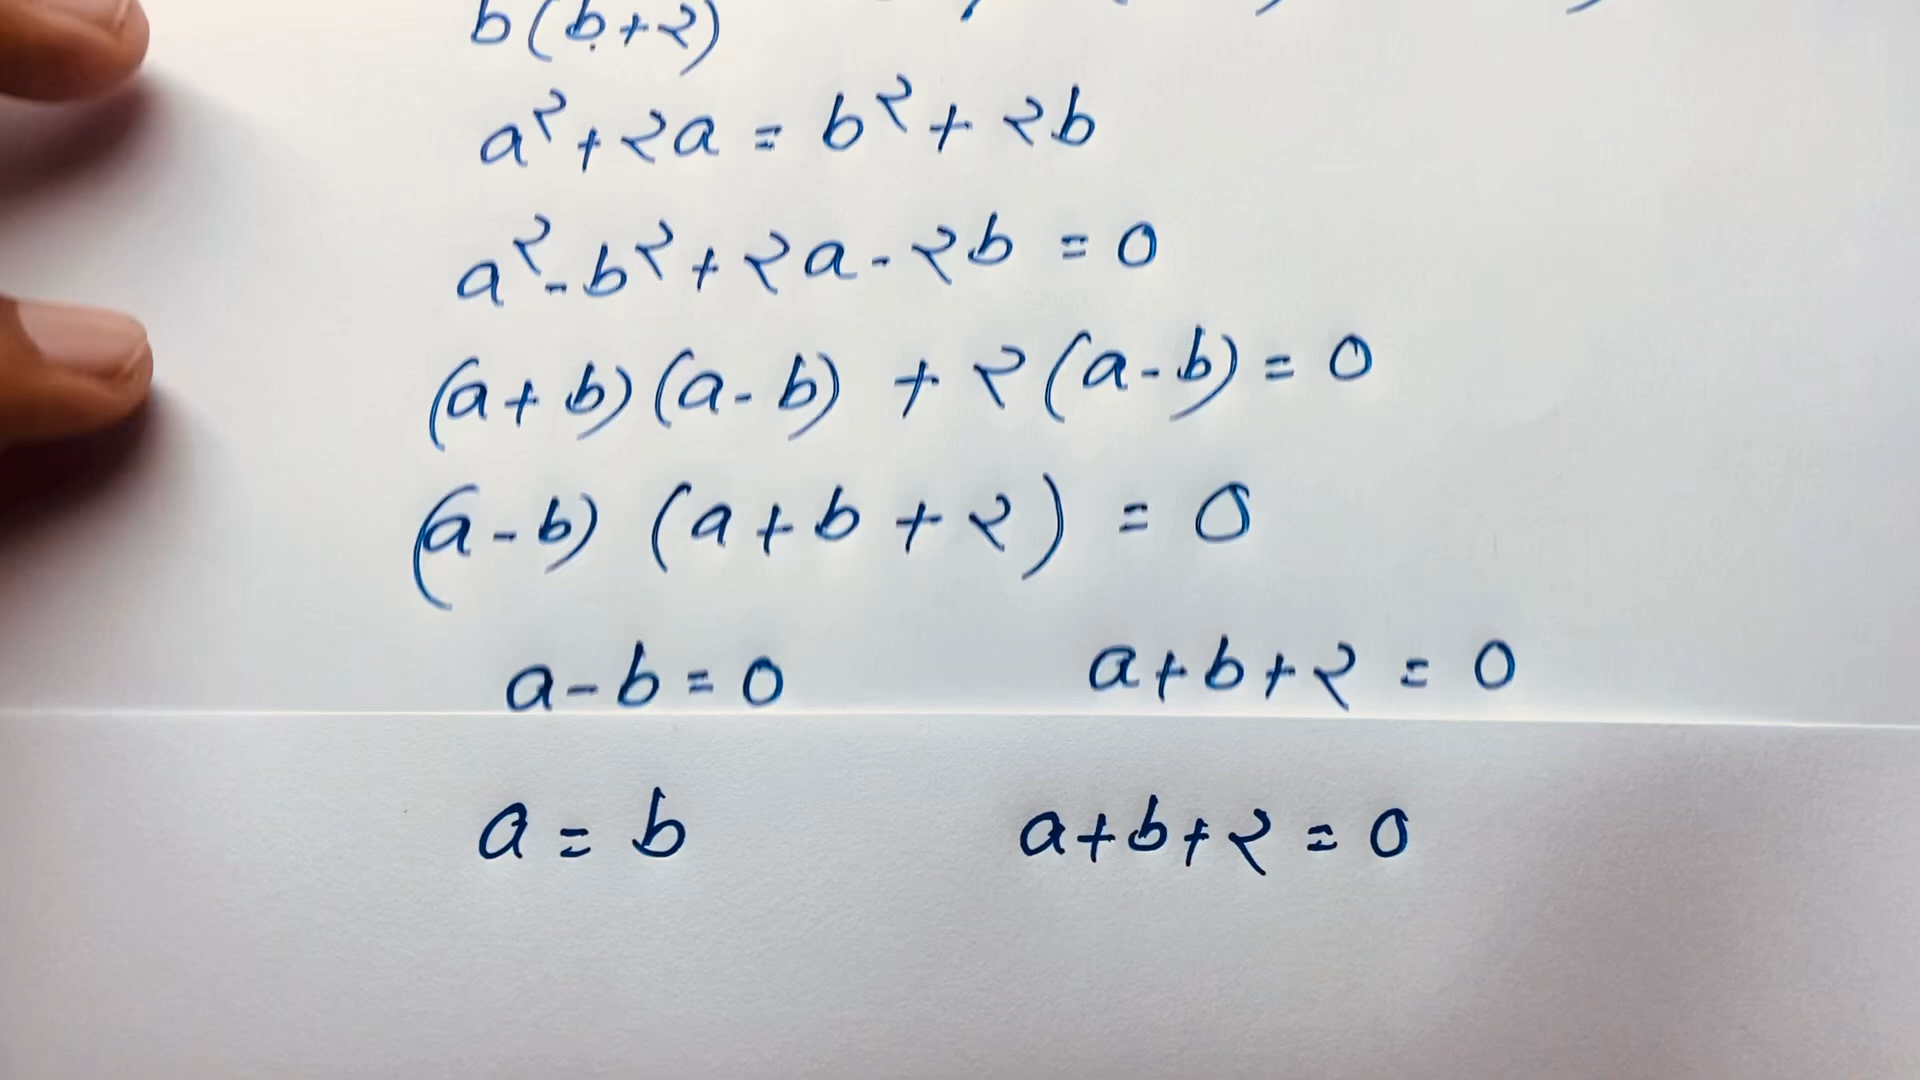 b(b+2)
a²+2a = b²+2b
a²-b²+2a-2b = 0
(a+b)(a-b) + 2(a-b) = 0
(a-b) (a+b+2) = 0
a-b=0 a+b+2 = 0
a = b a+b+2=0